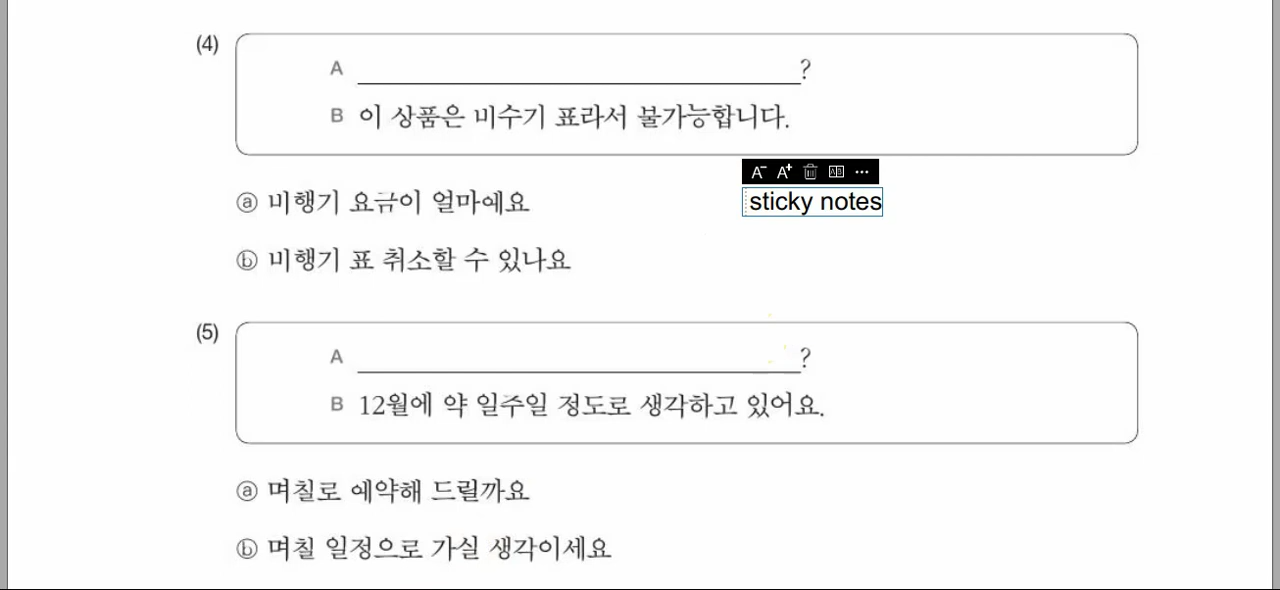 (4)
A ____________________?
B 이 상품은 비수기 표라서 불가능합니다.
A- A+
sticky notes
ⓐ 비행기 요금이 얼마예요
ⓑ 비행기 표 취소할 수 있나요
(5)
A ____________________?
B 12월에 약 일주일 정도로 생각하고 있어요.
ⓐ 며칠로 예약해 드릴까요
ⓑ 며칠 일정으로 가실 생각이세요